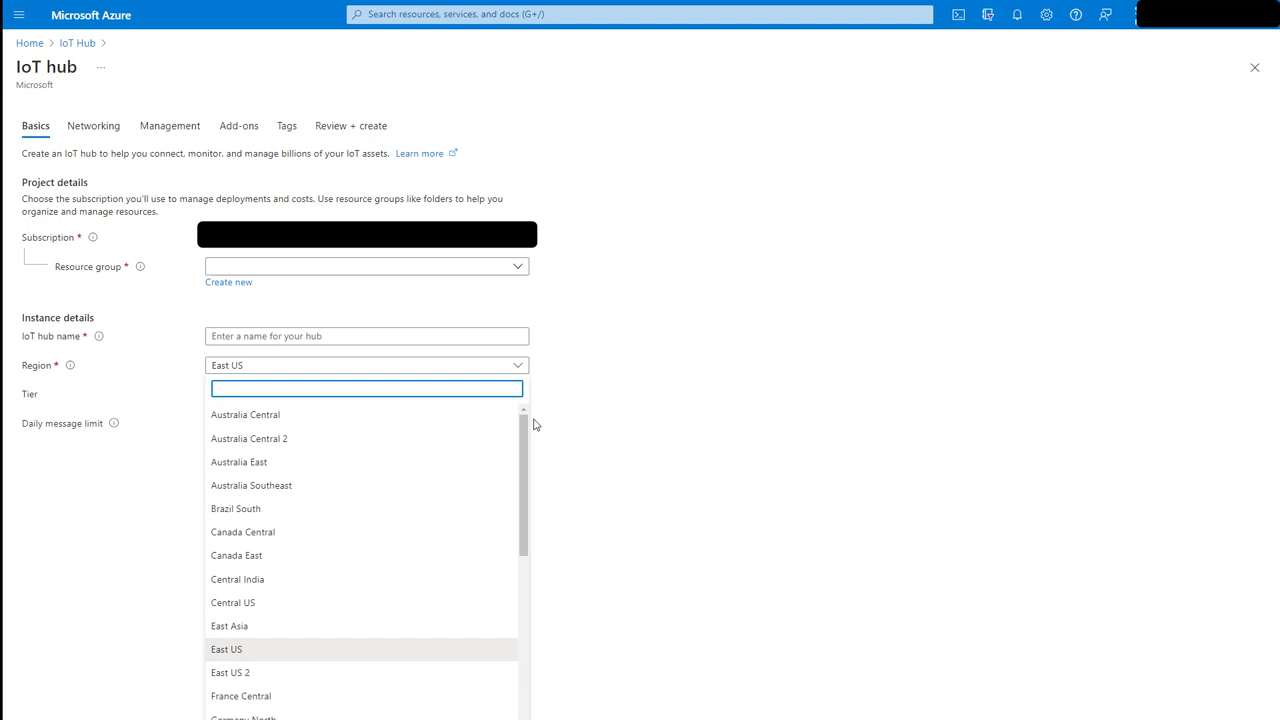 Microsoft Azure
Search resources, services, and docs (G+/)
Home > IoT Hub >
IoT hub ...
Microsoft
Basics Networking Management Add-ons Tags Review + create
Create an IoT hub to help you connect, monitor, and manage billions of your IoT assets. Learn more
Project details
Choose the subscription you'll use to manage deployments and costs. Use resource groups like folders to help you
organize and manage resources.
Subscription *
Resource group *
Create new
Instance details
IoT hub name * Enter a name for your hub
Region * East US
Tier
Daily message limit
Australia Central
Australia Central 2
Australia East
Australia Southeast
Brazil South
Canada Central
Canada East
Central India
Central US
East Asia
East US
East US 2
France Central
Germany North